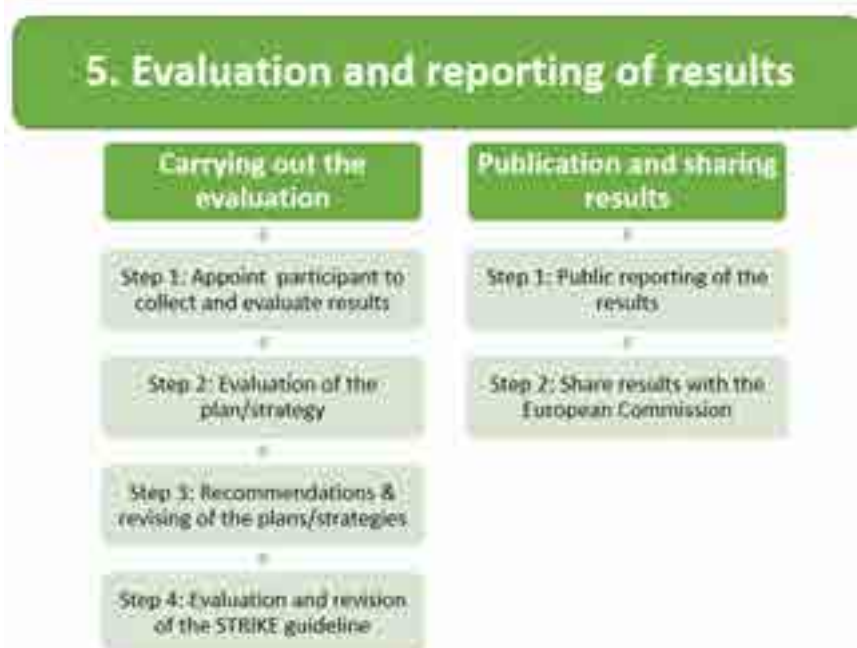 5. Evaluation and reporting of results
Carrying out the
evaluation
Step 1: Appoint participant to
collect and evaluate results
Step 2: Evaluation of the
plan/strategy
Step 3: Recommendations &
revising of the plans/strategies
Step 4: Evaluation and revision
of the STRIKE guideline
Publication and sharing
results
Step 1: Public reporting of the
results
Step 2: Share results with the
European Commission